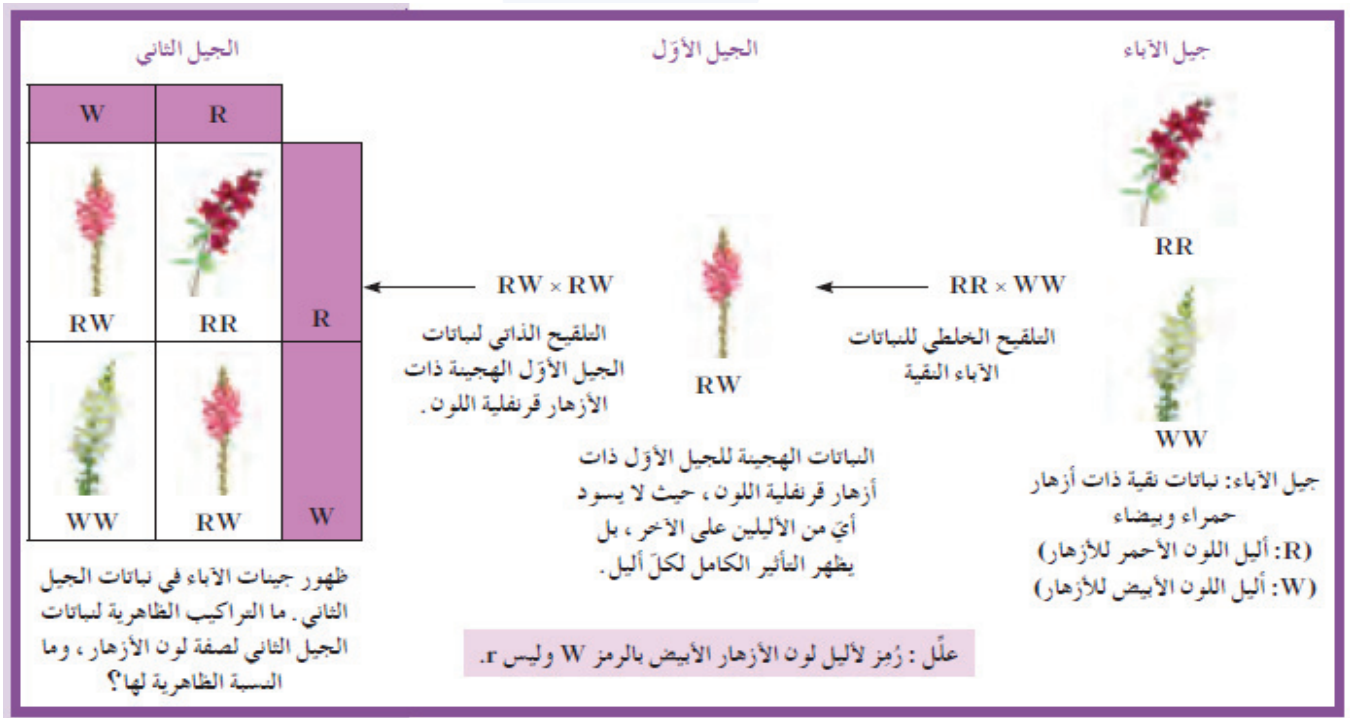 جيل الآباء
RR
WW
جيل الآباء: نباتات نقية ذات أزهار
حمراء وبيضاء
(R: أليل اللون الأحمر للأزهار)
(W: أليل اللون الأبيض للأزهار)
RR × WW
التلقيح الخلطي للنباتات
الآباء النقية
الجيل الأوّل
RW
النباتات الهجينة للجيل الأوّل ذات
أزهار قرنفلية اللون، حيث لا يسود
أيّ من الأليلين على الآخر، بل
يظهر التأثير الكامل لكلّ أليل.
RW × RW
التلقيح الذاتي لنباتات
الجيل الأوّل الهجينة ذات
الأزهار قرنفلية اللون.
الجيل الثاني
R W
R
RR RW
W
RW WW
ظهور جينات الآباء في نباتات الجيل
الثاني. ما التراكيب الظاهرية لنباتات
الجيل الثاني لصفة لون الأزهار، وما
النسبة الظاهرية لها؟
علِّل: رُمِز لأليل لون الأزهار الأبيض بالرمز W وليس r.